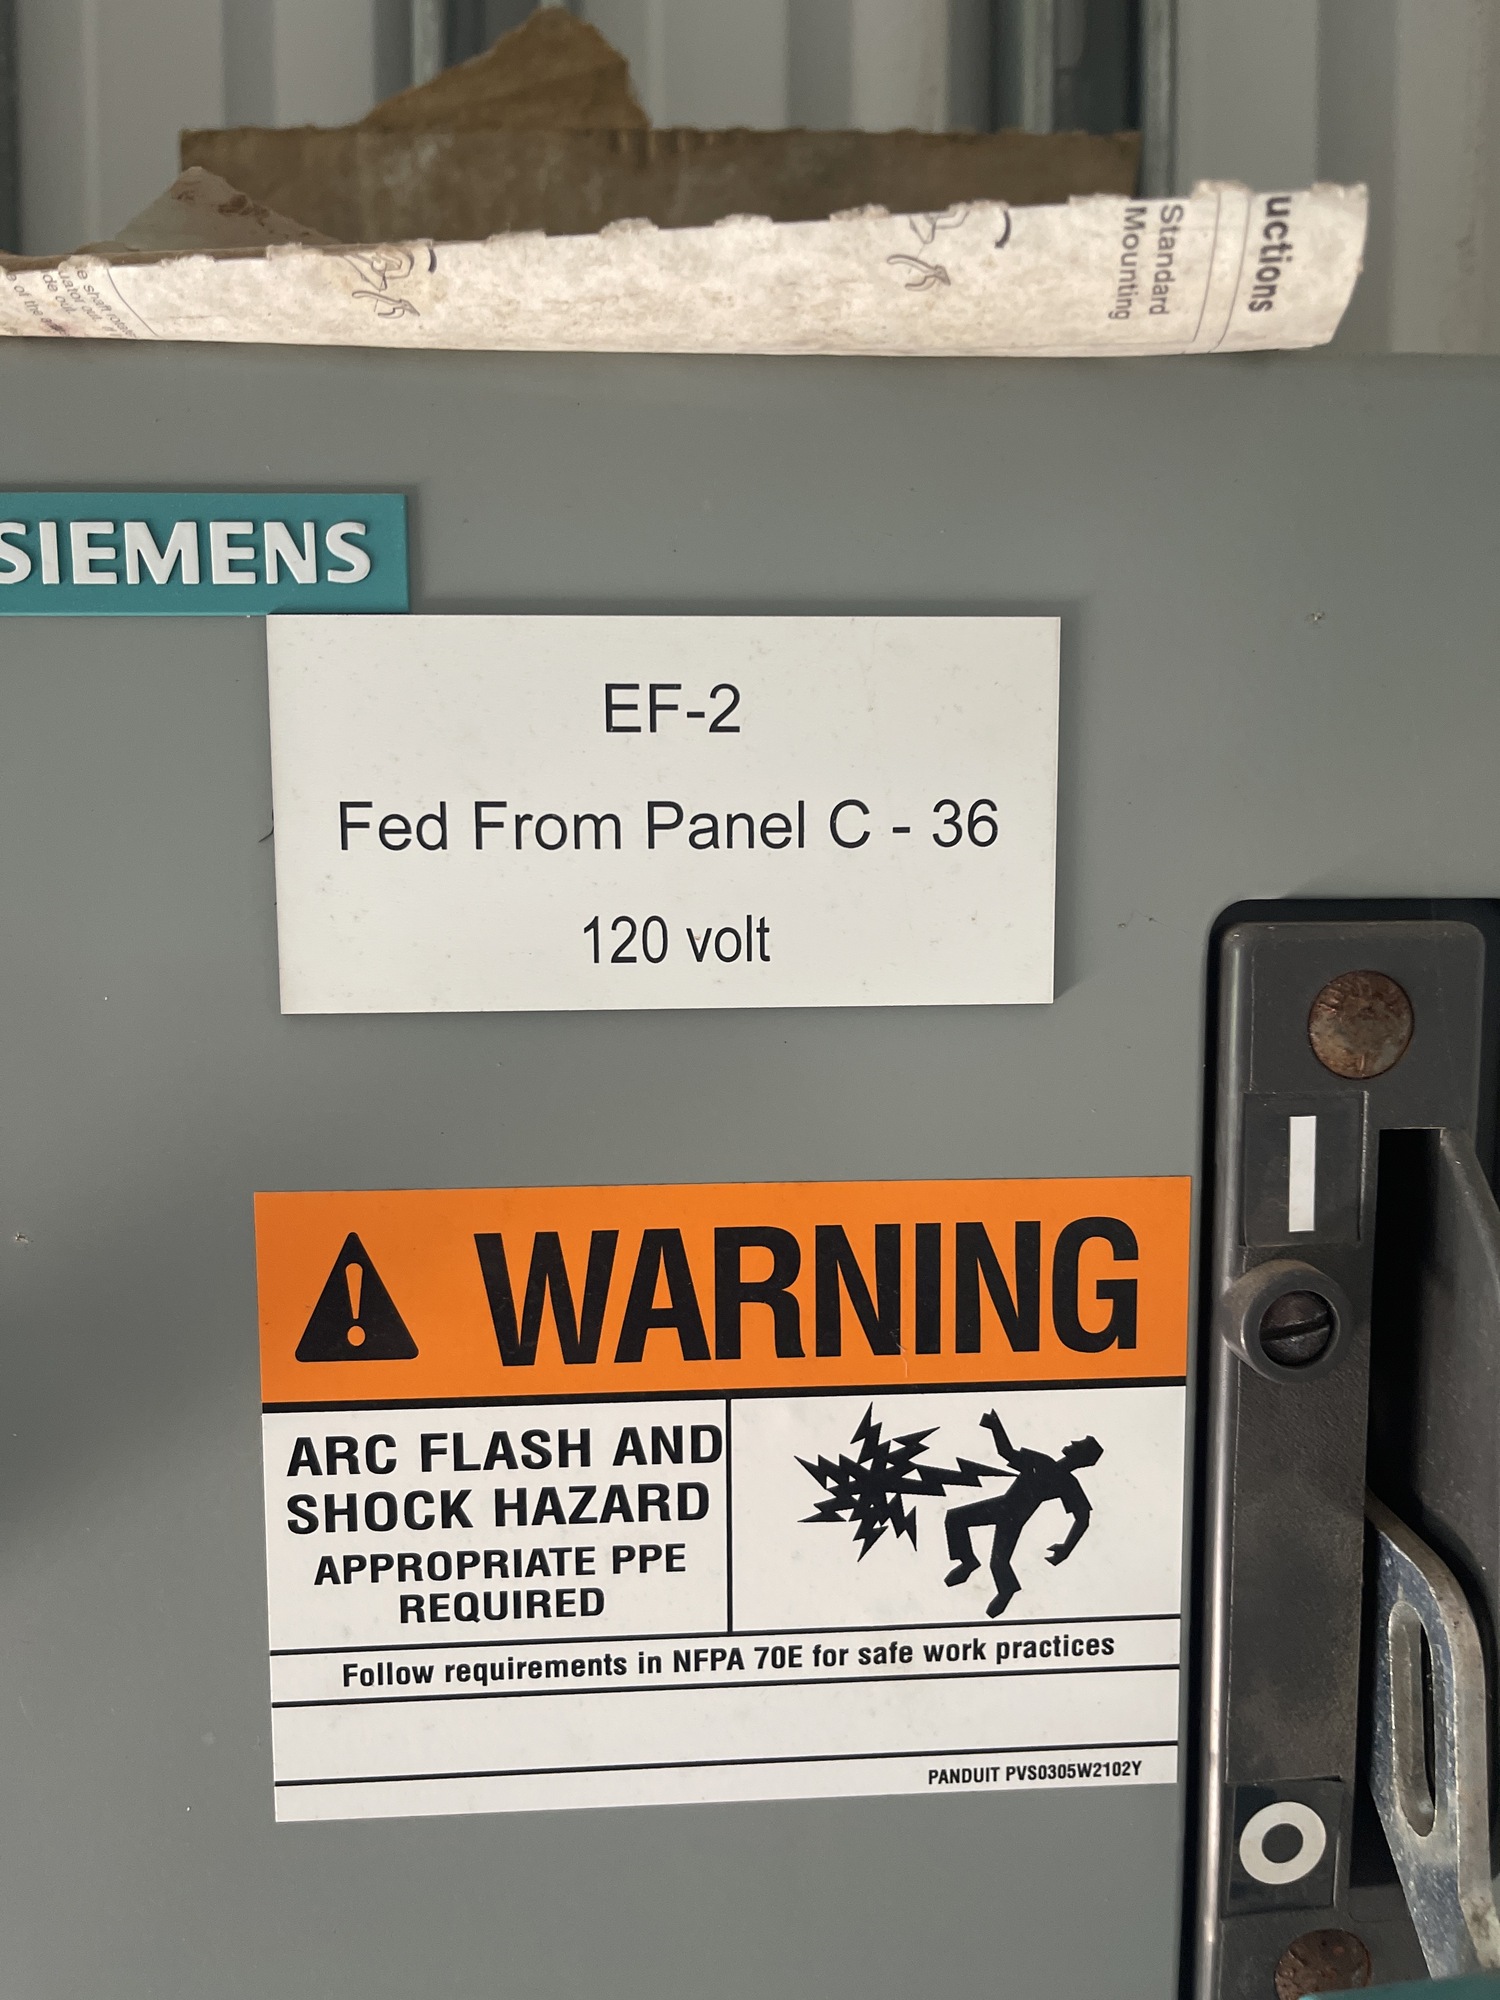 uctions
Standard
Mounting
SIEMENS
EF-2
Fed From Panel C - 36
120 volt
WARNING
ARC FLASH AND
SHOCK HAZARD
APPROPRIATE PPE
REQUIRED
Follow requirements in NFPA 70E for safe work practices
PANDUIT PVS0305W2102Y